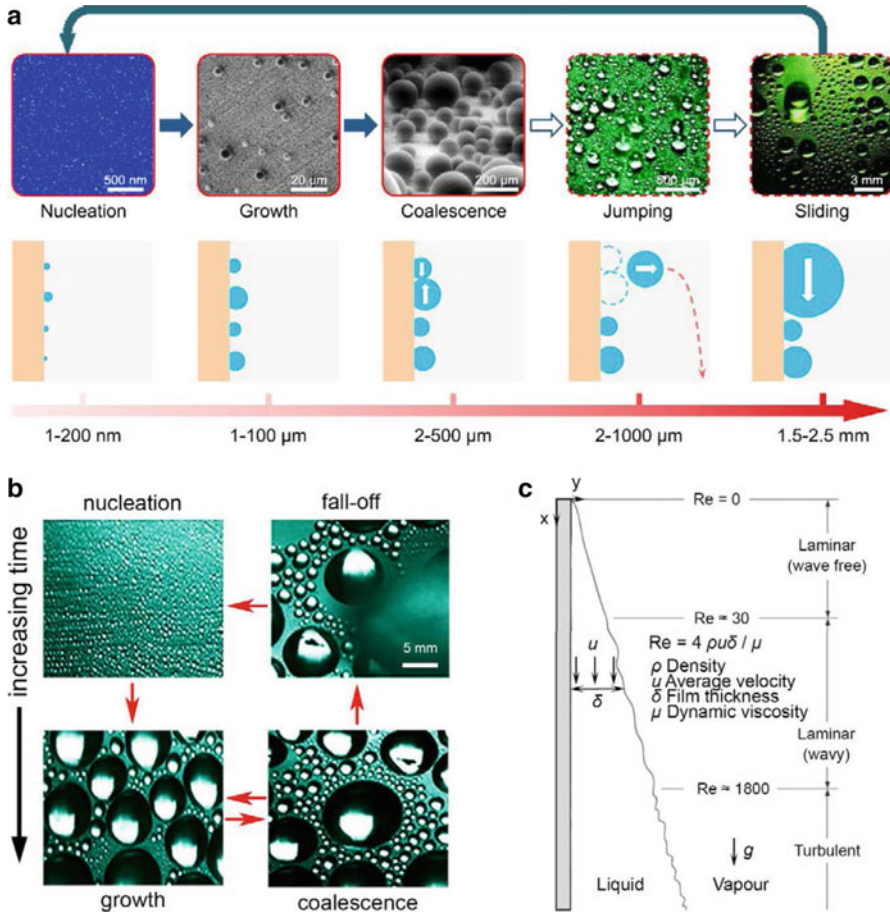 a
500 nm
20 µm
200 µm
500 µm
3 mm
Nucleation
Growth
Coalescence
Jumping
Sliding
1-200 nm
1-100 µm
2-500 µm
2-1000 µm
1.5-2.5 mm
b
nucleation
fall-off
increasing time
5 mm
growth
coalescence
c
y
x
Re = 0
Laminar
(wave free)
Re ≈ 30
u
Re = 4 ρuδ / μ
ρ Density
u Average velocity
δ Film thickness
μ Dynamic viscosity
δ
Laminar
(wavy)
Re ≈ 1800
g
Turbulent
Liquid
Vapour